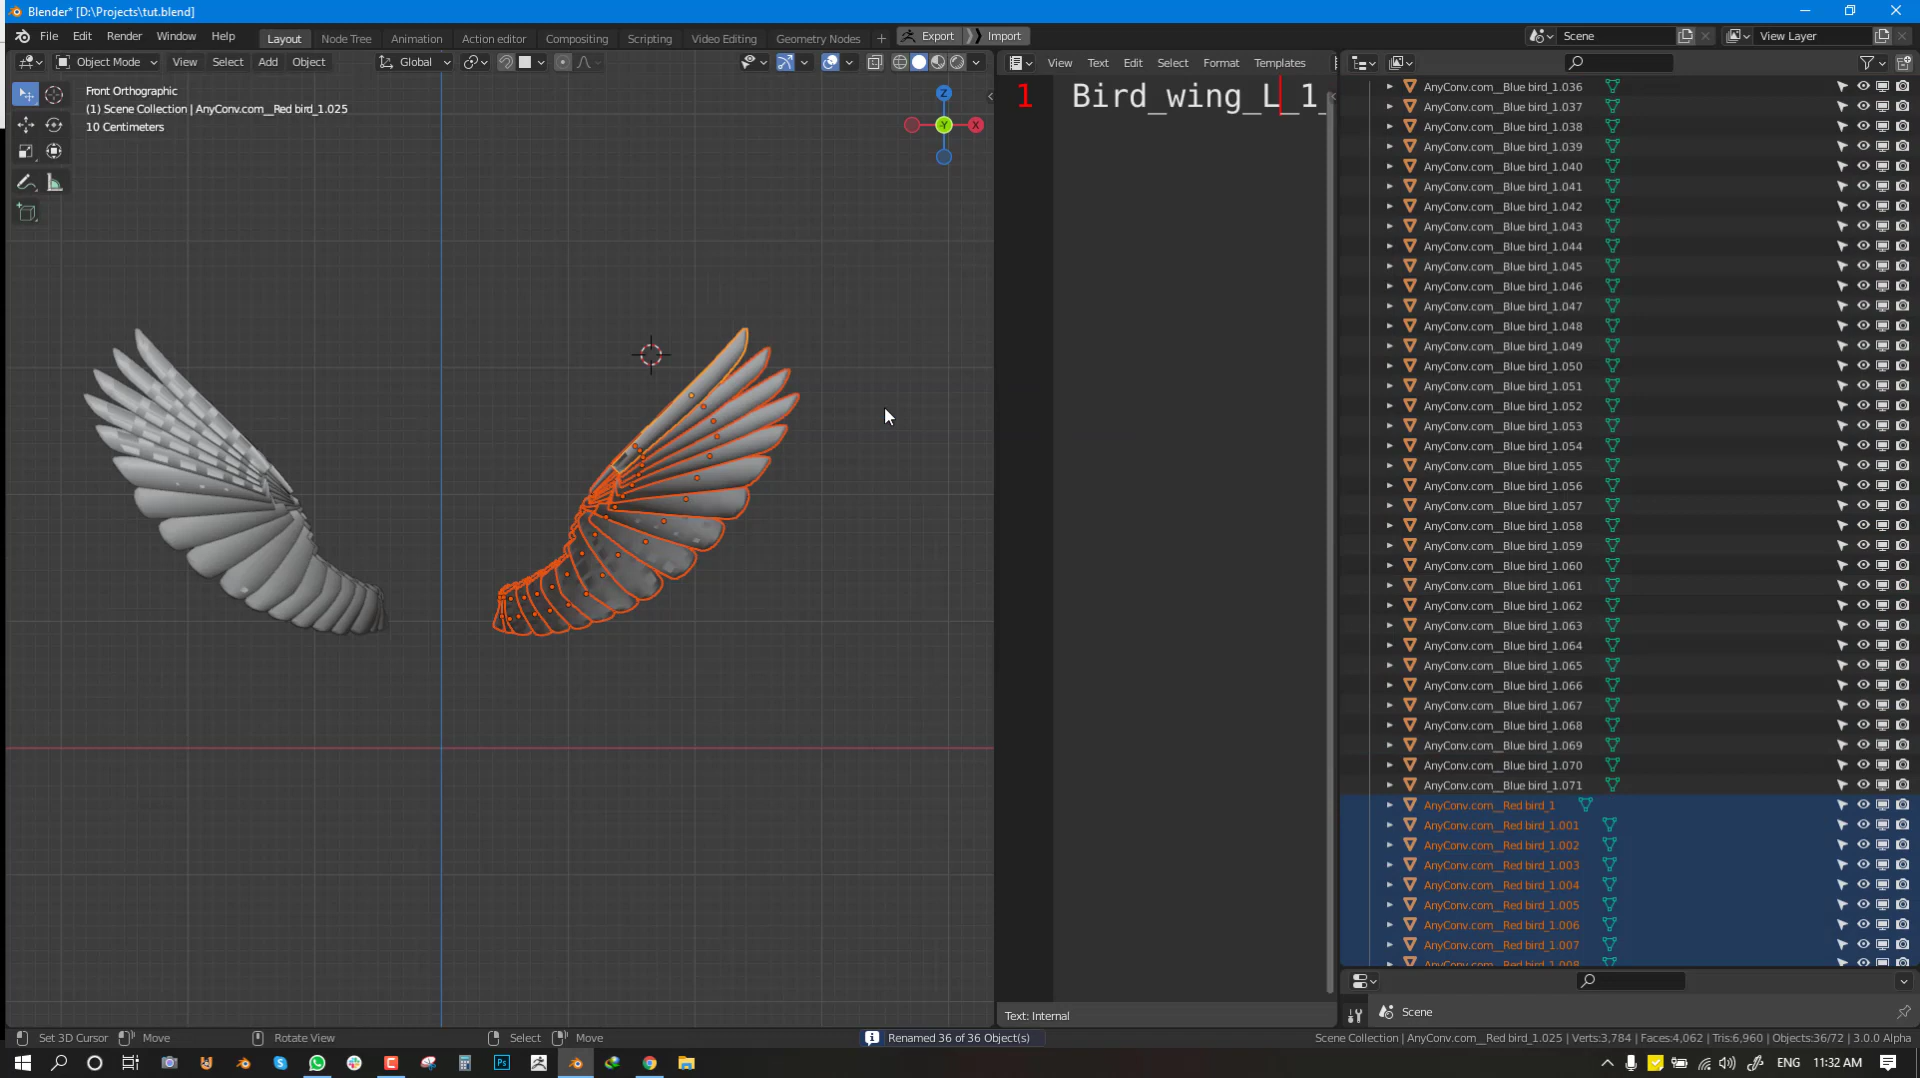 Blender* [D:\Projects\tut.blend]
File Edit Render Window Help Layout Node Tree Animation Action editor Compositing Scripting Video Editing Geometry Nodes + Export Import Scene View Layer
Object Mode View Select Add Object Global View Text Edit Select Format Templates
Front Orthographic
(1) Scene Collection | AnyConv.com__Red bird_1.025
10 Centimeters
Z
-Y
X
1 Bird_wing_L_1_
AnyConv.com__Blue bird_1.036
AnyConv.com__Blue bird_1.037
AnyConv.com__Blue bird_1.038
AnyConv.com__Blue bird_1.039
AnyConv.com__Blue bird_1.040
AnyConv.com__Blue bird_1.041
AnyConv.com__Blue bird_1.042
AnyConv.com__Blue bird_1.043
AnyConv.com__Blue bird_1.044
AnyConv.com__Blue bird_1.045
AnyConv.com__Blue bird_1.046
AnyConv.com__Blue bird_1.047
AnyConv.com__Blue bird_1.048
AnyConv.com__Blue bird_1.049
AnyConv.com__Blue bird_1.050
AnyConv.com__Blue bird_1.051
AnyConv.com__Blue bird_1.052
AnyConv.com__Blue bird_1.053
AnyConv.com__Blue bird_1.054
AnyConv.com__Blue bird_1.055
AnyConv.com__Blue bird_1.056
AnyConv.com__Blue bird_1.057
AnyConv.com__Blue bird_1.058
AnyConv.com__Blue bird_1.059
AnyConv.com__Blue bird_1.060
AnyConv.com__Blue bird_1.061
AnyConv.com__Blue bird_1.062
AnyConv.com__Blue bird_1.063
AnyConv.com__Blue bird_1.064
AnyConv.com__Blue bird_1.065
AnyConv.com__Blue bird_1.066
AnyConv.com__Blue bird_1.067
AnyConv.com__Blue bird_1.068
AnyConv.com__Blue bird_1.069
AnyConv.com__Blue bird_1.070
AnyConv.com__Blue bird_1.071
AnyConv.com__Red bird_1
AnyConv.com__Red bird_1.001
AnyConv.com__Red bird_1.002
AnyConv.com__Red bird_1.003
AnyConv.com__Red bird_1.004
AnyConv.com__Red bird_1.005
AnyConv.com__Red bird_1.006
AnyConv.com__Red bird_1.007
AnyConv.com__Red bird_1.008
Text: Internal
Scene
Set 3D Cursor Move Rotate View Select Move Renamed 36 of 36 Object(s) Scene Collection | AnyConv.com__Red bird_1.025 | Verts:3,784 | Faces:4,062 | Tris:6,960 | Objects:36/72 | 3.0.0 Alpha
Ps ENG 11:32 AM